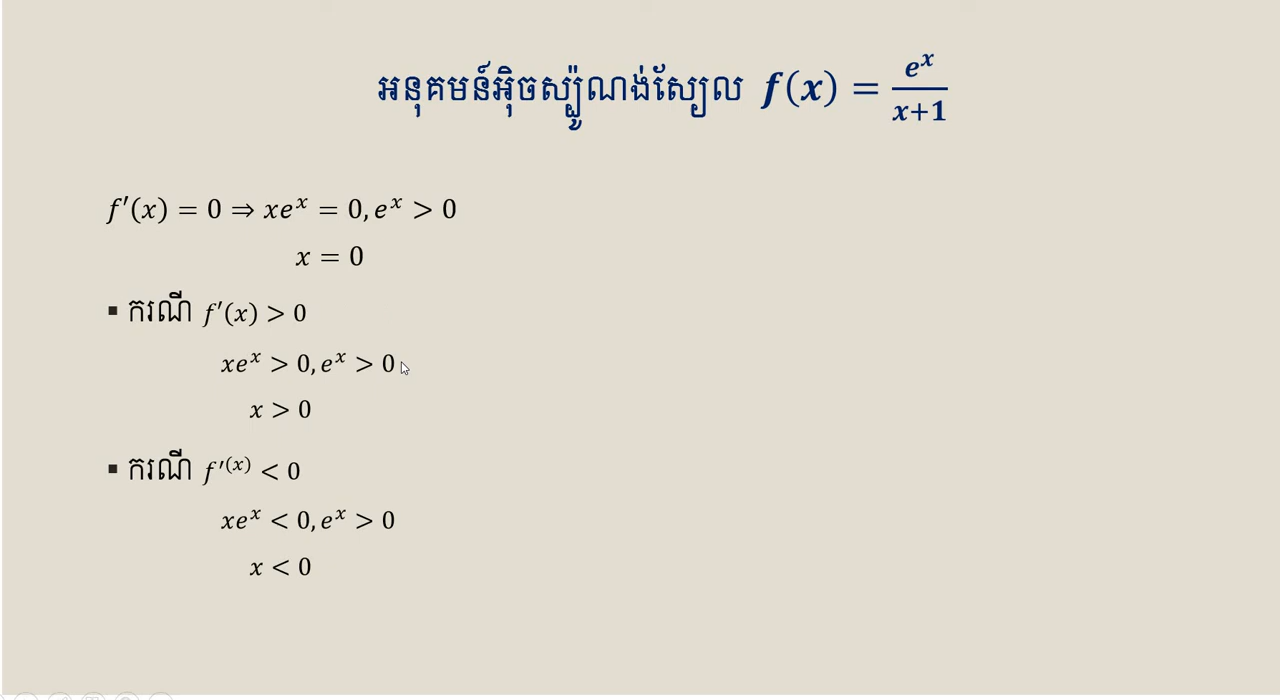 អនុគមន៍អ៊ិចស្ប៉ូណង់ស្យែល f(x) = e^x/(x+1)
f′(x) = 0 ⇒ xe^x = 0, e^x > 0
x = 0
▪ ករណី f′(x) > 0
xe^x > 0, e^x > 0
x > 0
▪ ករណី f′^(x) < 0
xe^x < 0, e^x > 0
x < 0